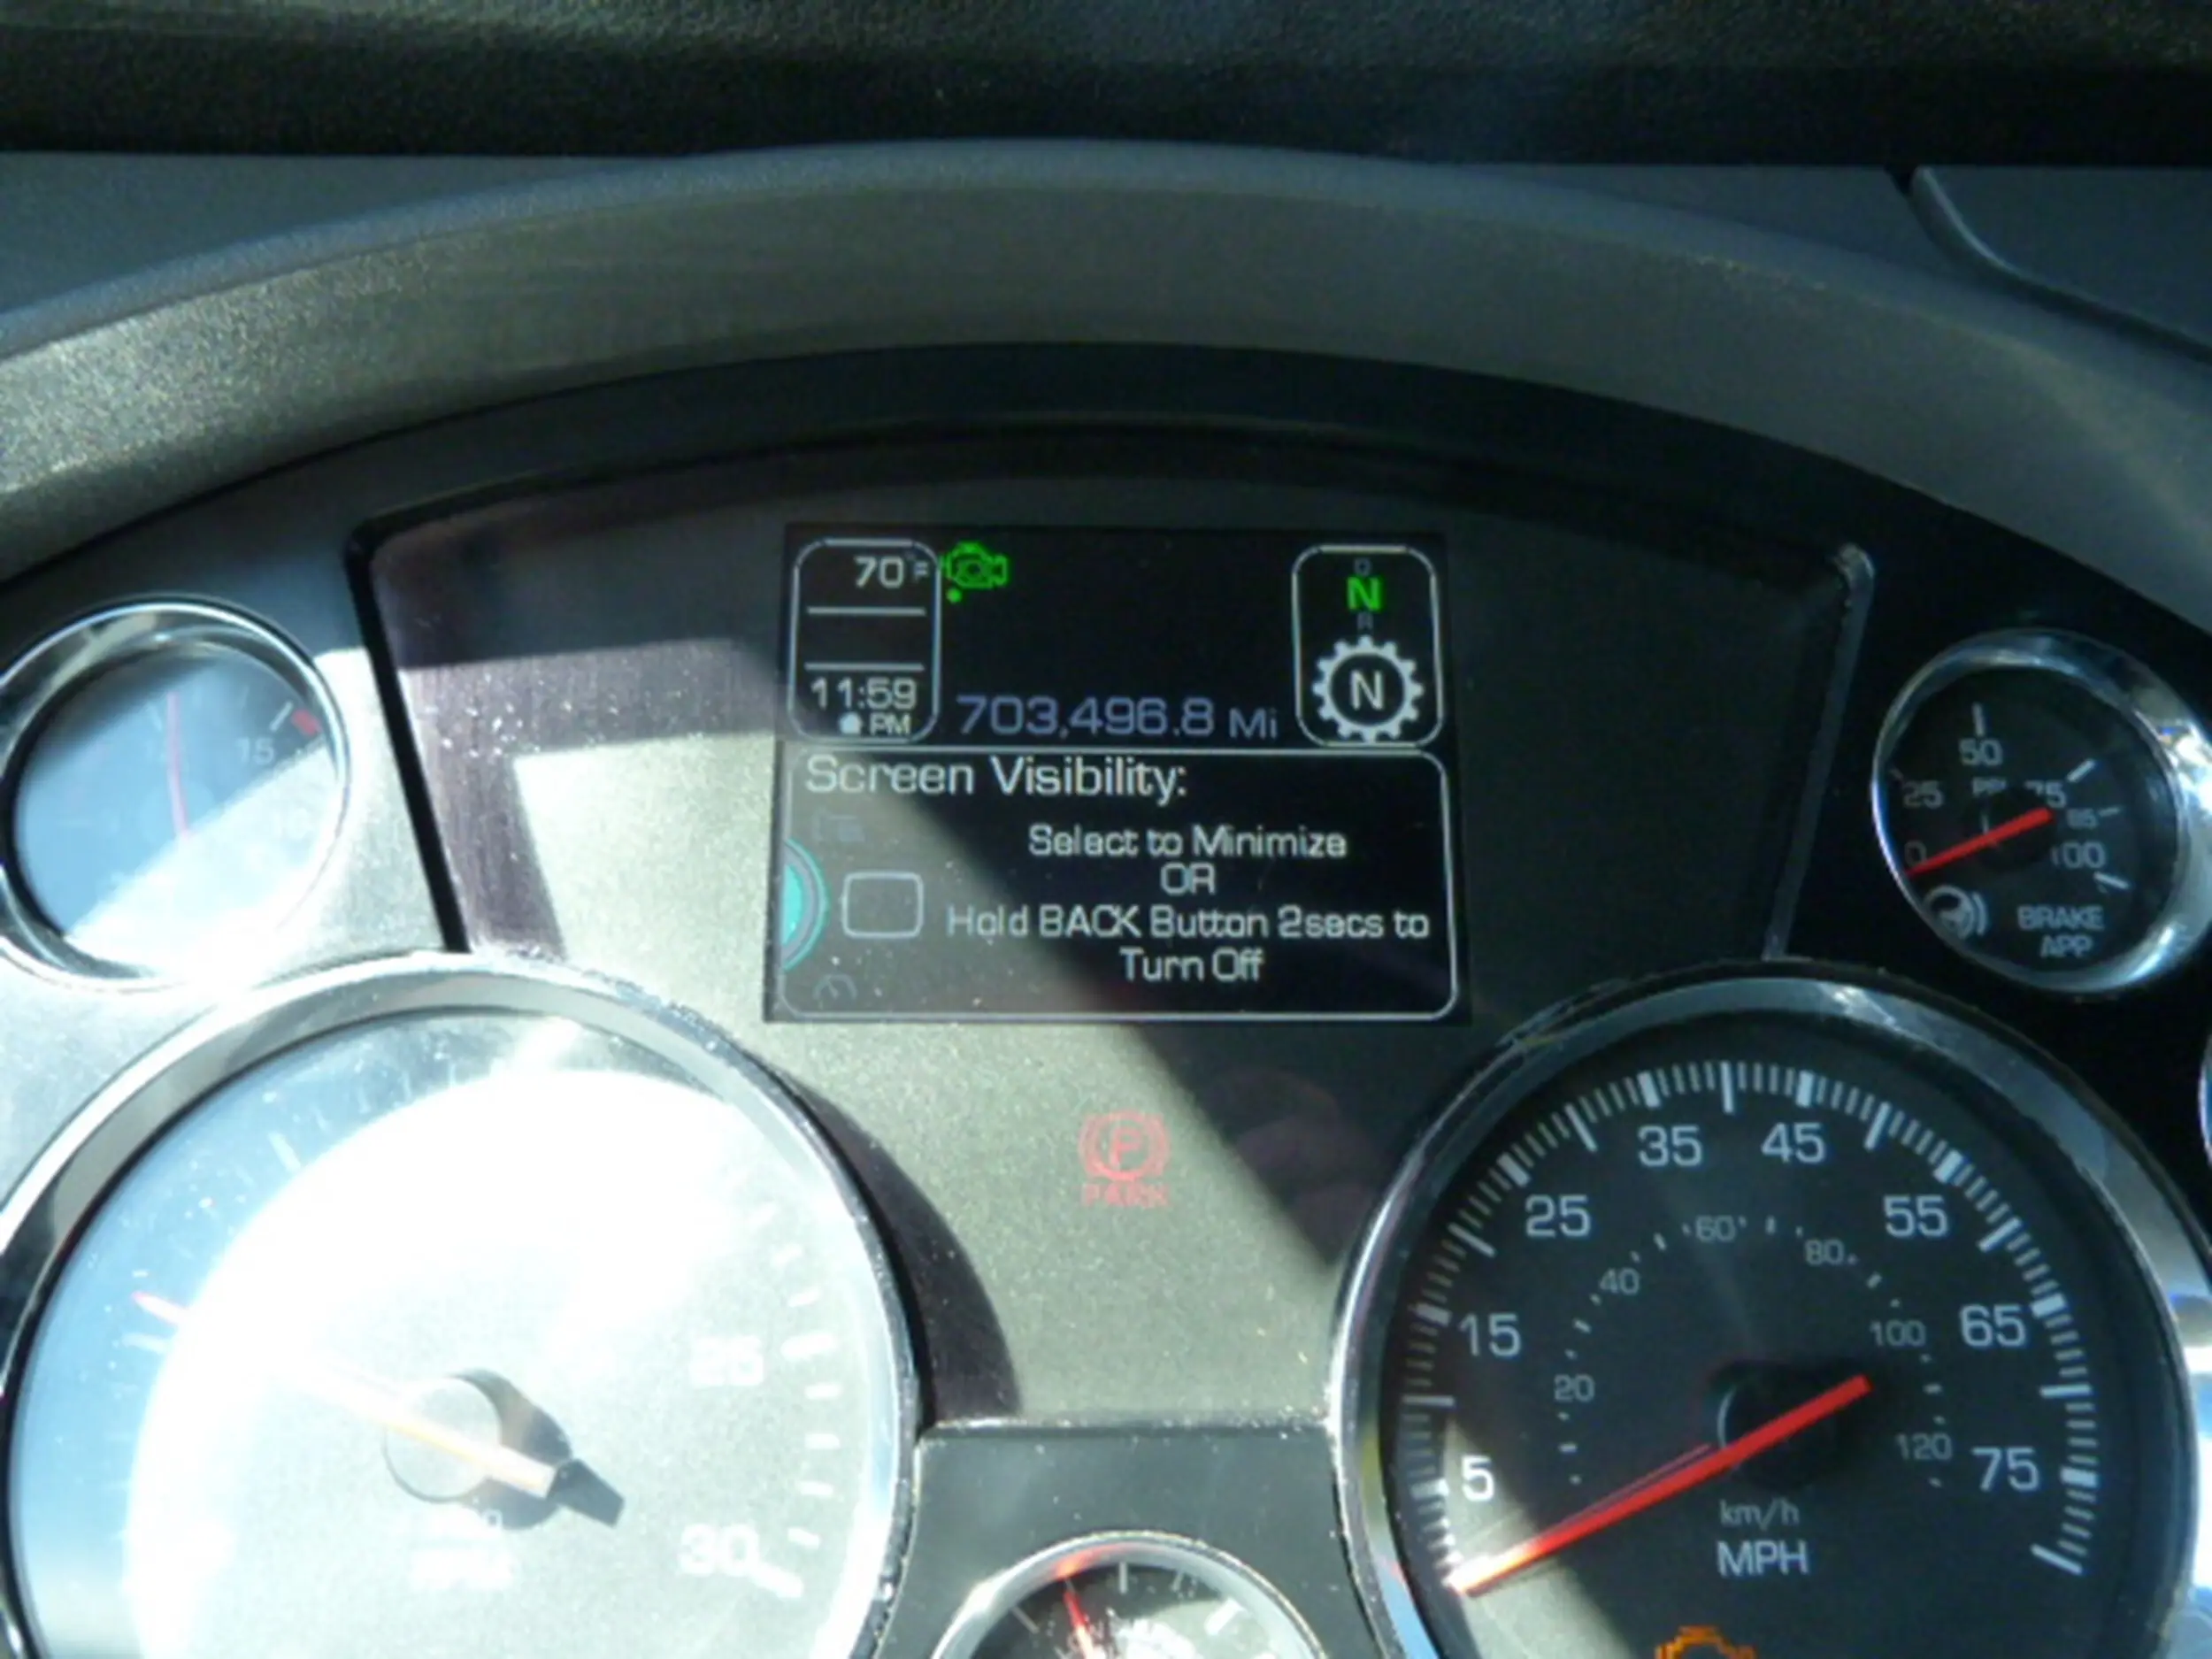 70°F
D
N
R
N
11:59
PM
703,496.8 Mi
Screen Visibility:
Select to Minimize
OR
Hold BACK Button 2secs to
Turn Off
15
50
25 PSI 75
85
0 100
BRAKE
APP
P
PARK
35 45
25 55
60
80
40
15 65
100
20
120
5 75
km/h
MPH
25
30